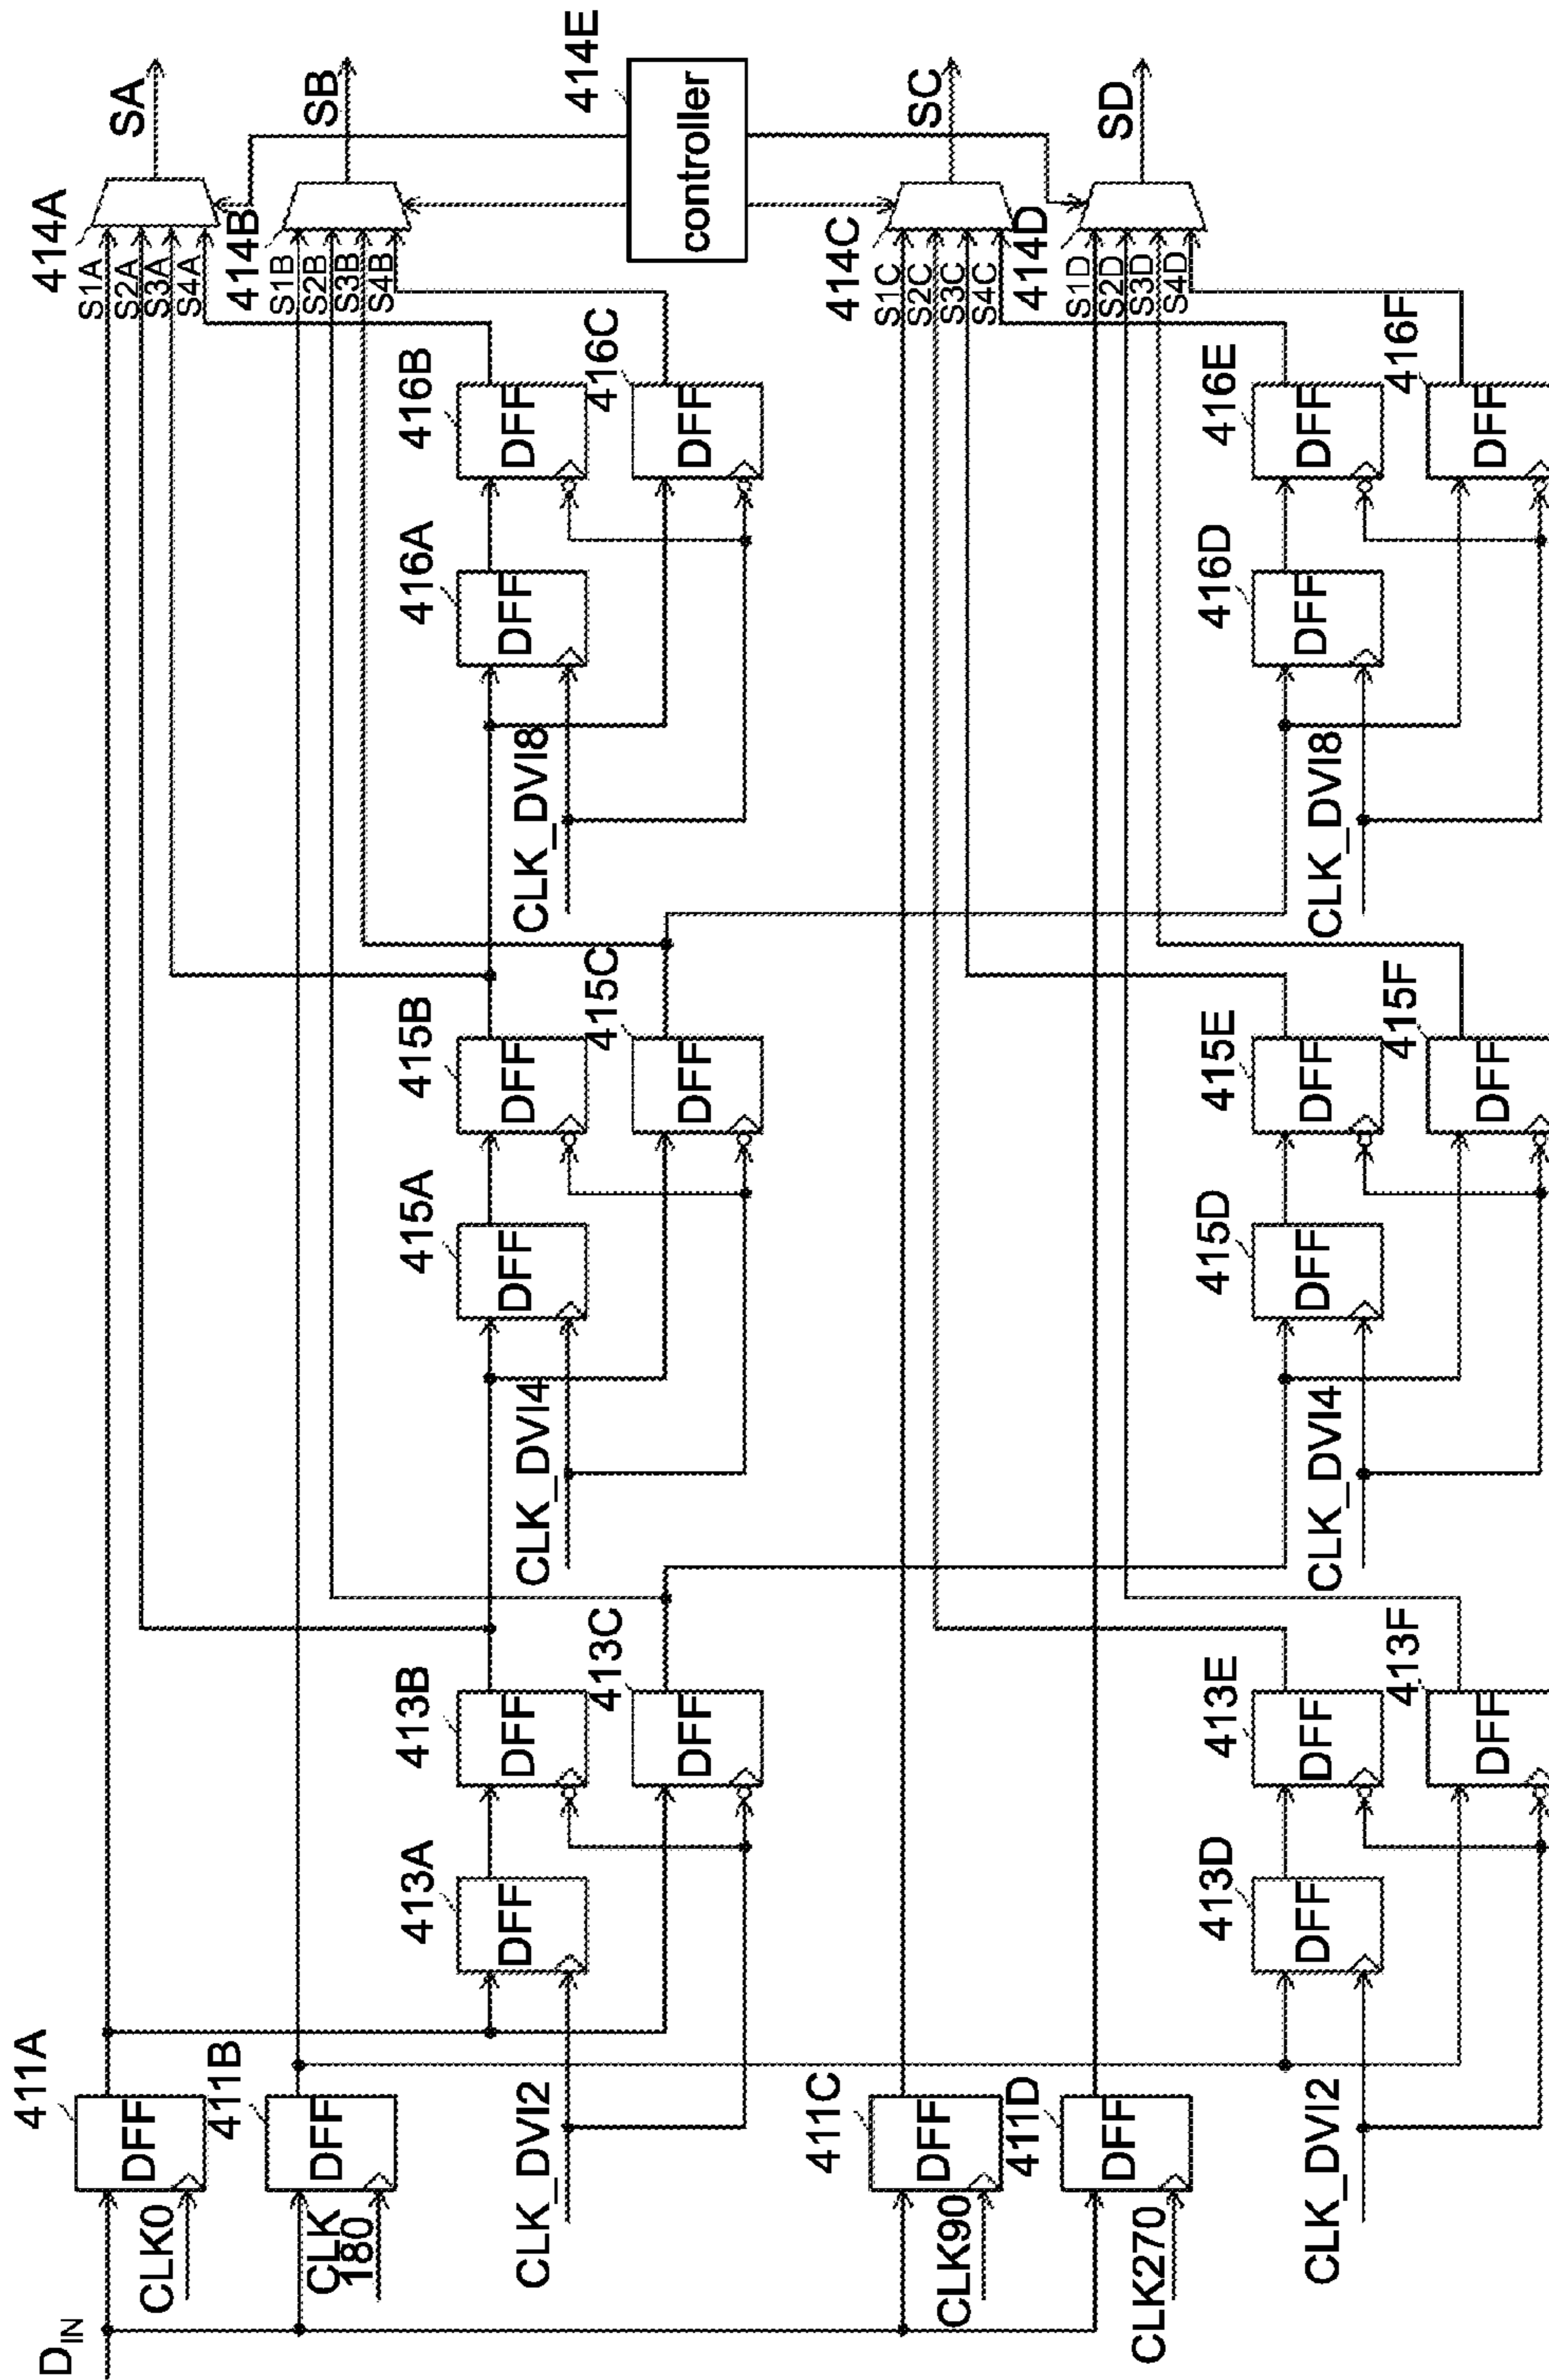 D_IN
411A
DFF
CLK0
411B
DFF
CLK
180
CLK_DVI2
411C
DFF
CLK90
411D
DFF
CLK270
CLK_DVI2
413A
DFF
413B
DFF
413C
DFF
413D
DFF
413E
DFF
413F
DFF
CLK_DVI4
415A
DFF
415B
DFF
415C
DFF
CLK_DVI4
415D
DFF
415E
DFF
415F
DFF
CLK_DVI8
416A
DFF
416B
DFF
416C
DFF
CLK_DVI8
416D
DFF
416E
DFF
416F
DFF
414A
S1A
S2A
S3A
S4A
SA
414B
S1B
S2B
S3B
S4B
SB
414E
controller
414C
S1C
S2C
S3C
S4C
SC
414D
S1D
S2D
S3D
S4D
SD